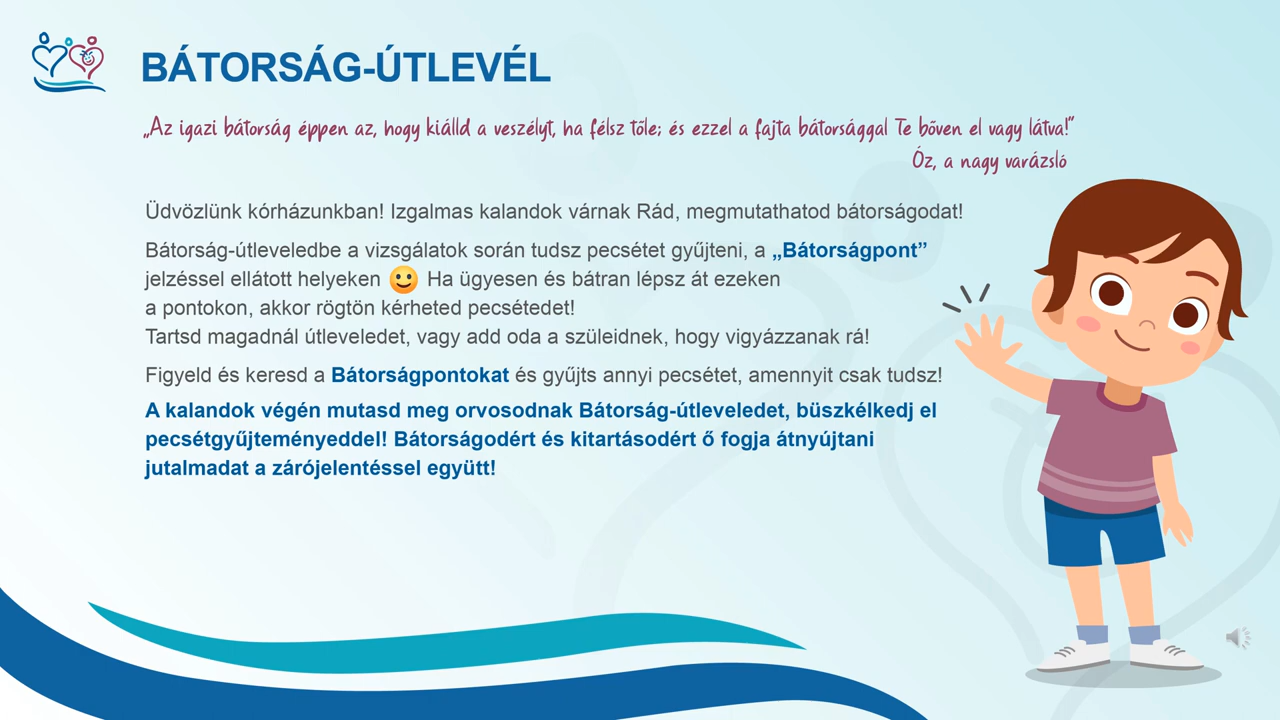 BÁTORSÁG-ÚTLEVÉL
„Az igazi bátorság éppen az, hogy kiálld a veszélyt, ha félsz tőle; és ezzel a fajta bátorsággal Te bőven el vagy látva!”
Óz, a nagy varázsló
Üdvözlünk kórházunkban! Izgalmas kalandok várnak Rád, megmutathatod bátorságodat!
Bátorság-útleveledbe a vizsgálatok során tudsz pecsétet gyűjteni, a „Bátorságpont”
jelzéssel ellátott helyeken 🙂 Ha ügyesen és bátran lépsz át ezeken
a pontokon, akkor rögtön kérheted pecsétedet!
Tartsd magadnál útleveledet, vagy add oda a szüleidnek, hogy vigyázzanak rá!
Figyeld és keresd a Bátorságpontokat és gyűjts annyi pecsétet, amennyit csak tudsz!
A kalandok végén mutasd meg orvosodnak Bátorság-útleveledet, büszkélkedj el
pecsétgyűjteményeddel! Bátorságodért és kitartásodért ő fogja átnyújtani
jutalmadat a zárójelentéssel együtt!